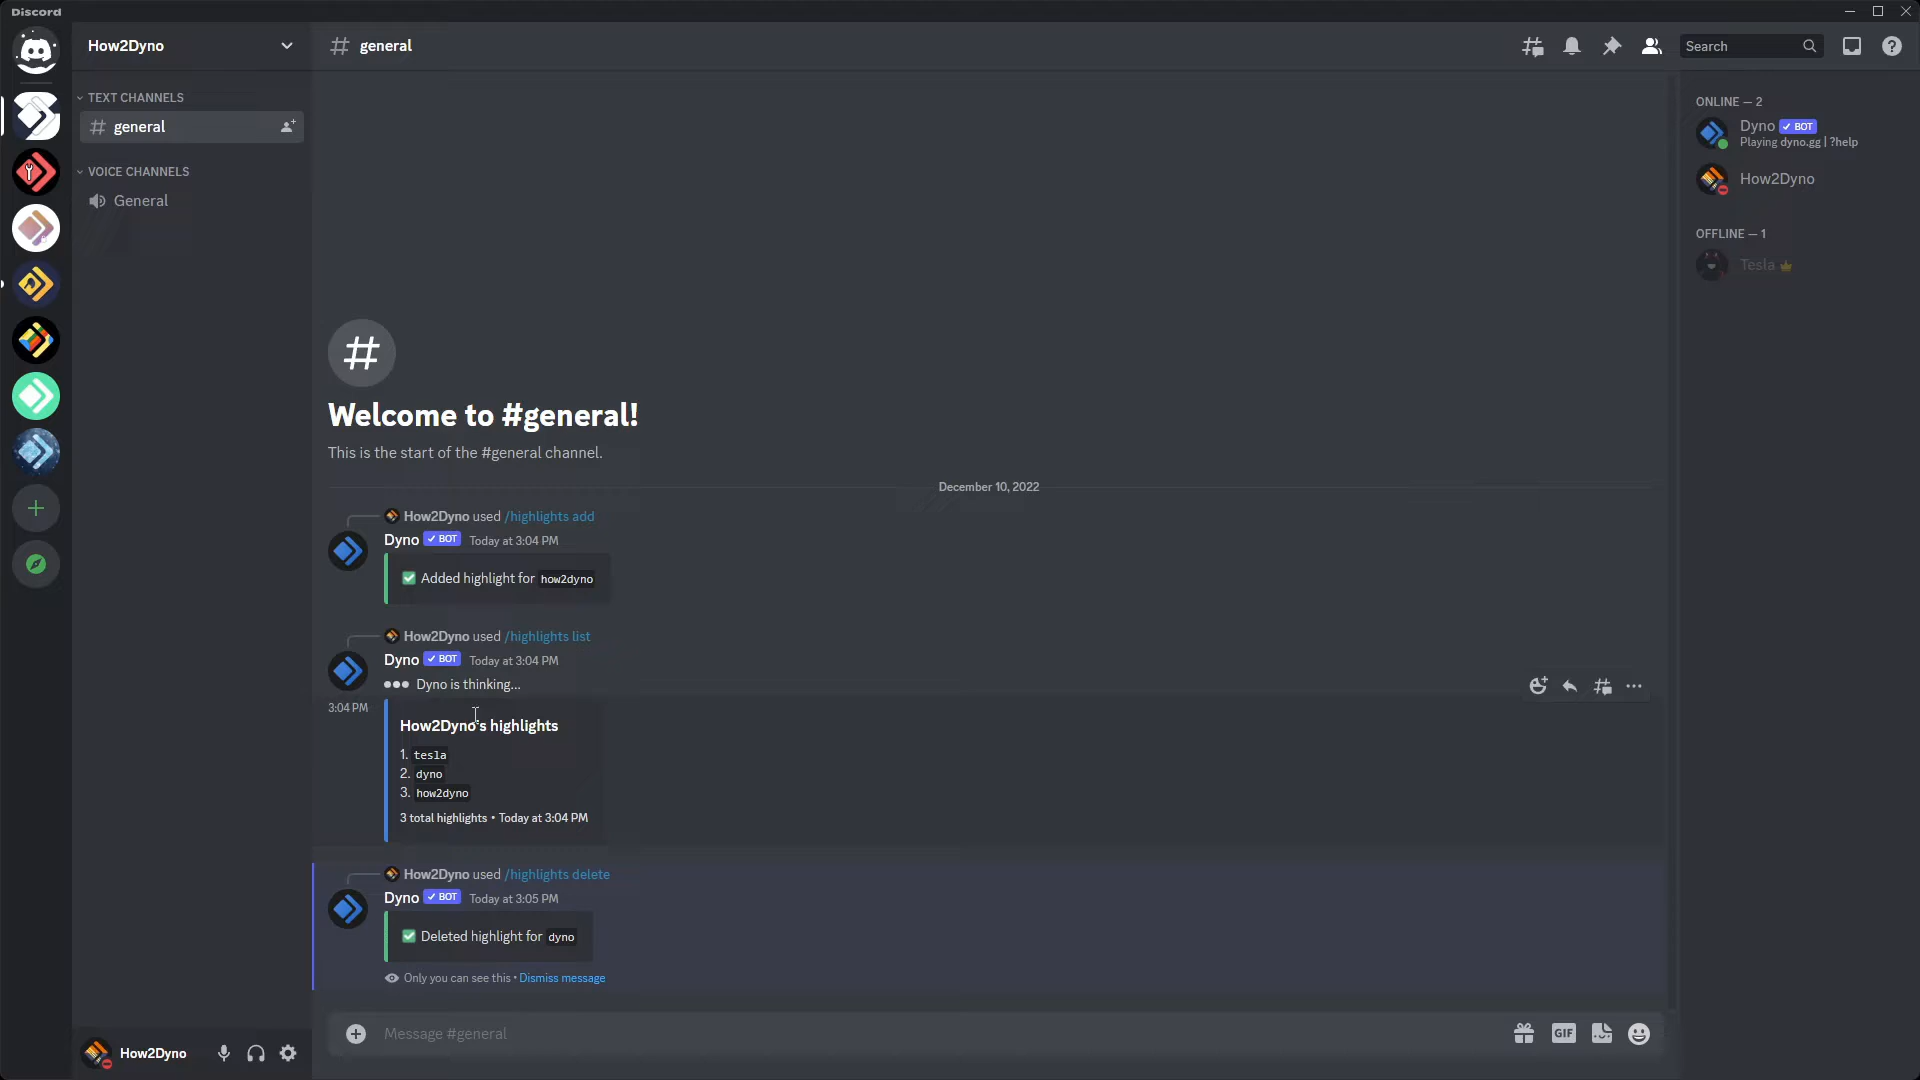 Discord
How2Dyno
general
Search
TEXT CHANNELS
general
VOICE CHANNELS
General
ONLINE — 2
Dyno BOT
Playing dyno.gg | ?help
How2Dyno
OFFLINE — 1
Tesla
Welcome to #general!
This is the start of the #general channel.
December 10, 2022
How2Dyno used /highlights add
Dyno BOT Today at 3:04 PM
Added highlight for how2dyno
How2Dyno used /highlights list
Dyno BOT Today at 3:04 PM
Dyno is thinking...
3:04 PM
How2Dyno's highlights
1. tesla
2. dyno
3. how2dyno
3 total highlights • Today at 3:04 PM
How2Dyno used /highlights delete
Dyno BOT Today at 3:05 PM
Deleted highlight for dyno
Only you can see this • Dismiss message
Message #general
GIF
How2Dyno